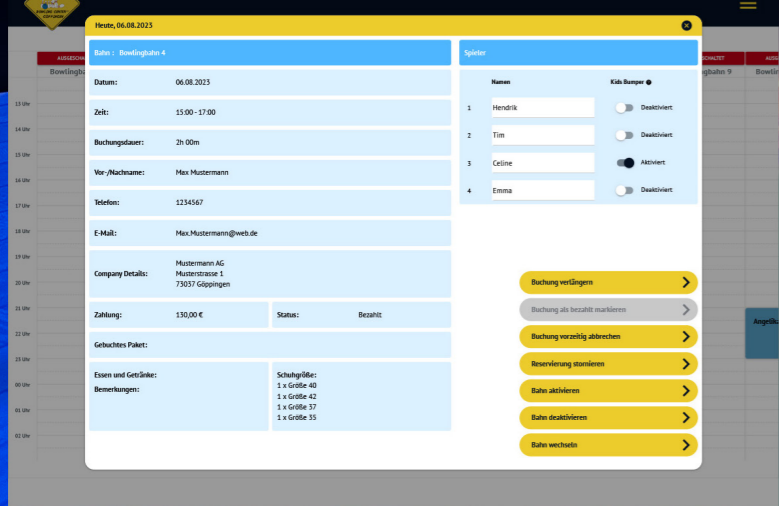 Heute, 06.08.2023
Bahn : Bowlingbahn 4
Datum: 06.08.2023
Zeit: 15:00 - 17:00
Buchungsdauer: 2h 00m
Vor-/Nachname: Max Mustermann
Telefon: 1234567
E-Mail: Max.Mustermann@web.de
Company Details: Mustermann AG
Musterstrasse 1
73037 Göppingen
Zahlung: 130,00 € Status: Bezahlt
Gebuchtes Paket:
Essen und Getränke:
Bemerkungen:
Schuhgröße:
1 x Größe 40
1 x Größe 42
1 x Größe 37
1 x Größe 35
Spieler
Namen Kids Bumper
1 Hendrik Deaktiviert
2 Tim Deaktiviert
3 Celine Aktiviert
4 Emma Deaktiviert
Buchung verlängern
Buchung als bezahlt markieren
Buchung vorzeitig abbrechen
Reservierung stornieren
Bahn aktivieren
Bahn deaktivieren
Bahn wechseln
13 Uhr
14 Uhr
15 Uhr
16 Uhr
17 Uhr
18 Uhr
19 Uhr
20 Uhr
21 Uhr
22 Uhr
23 Uhr
00 Uhr
01 Uhr
02 Uhr